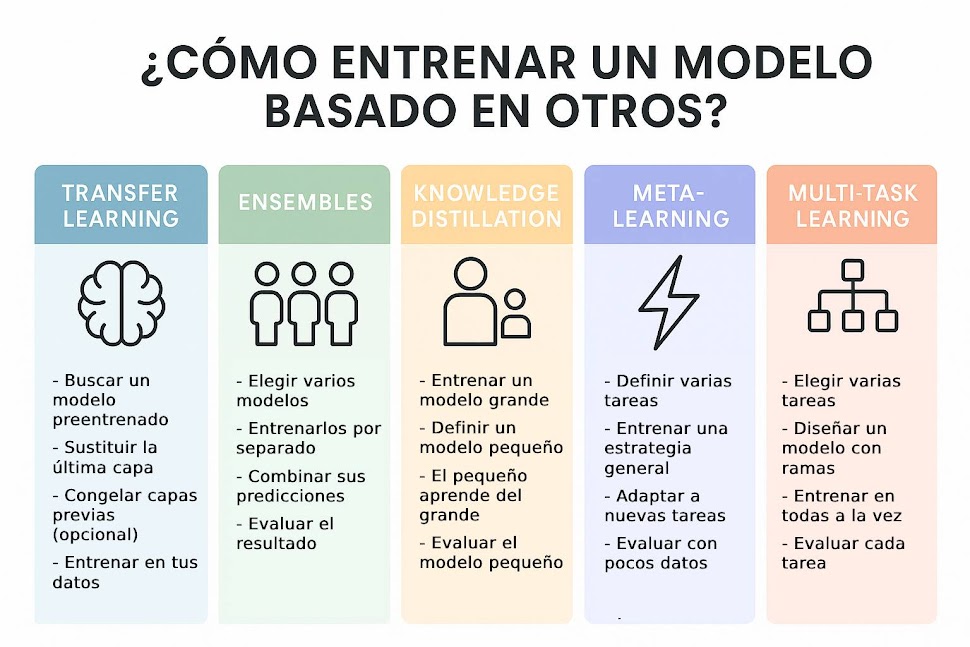 ¿CÓMO ENTRENAR UN MODELO
BASADO EN OTROS?
TRANSFER
LEARNING
- Buscar un
modelo
preentrenado
- Sustituir la
última capa
- Congelar capas
previas
(opcional)
- Entrenar en tus
datos
ENSEMBLES
- Elegir varios
modelos
- Entrenarlos por
separado
- Combinar sus
predicciones
- Evaluar el
resultado
KNOWLEDGE
DISTILLATION
- Entrenar un
modelo grande
- Definir un
modelo pequeño
- El pequeño
aprende del
grande
- Evaluar el
modelo pequeño
META-
LEARNING
- Definir varias
tareas
- Entrenar una
estrategia
general
- Adaptar a
nuevas tareas
- Evaluar con
pocos datos
MULTI-TASK
LEARNING
- Elegir varias
tareas
- Diseñar un
modelo con
ramas
- Entrenar en
todas a la vez
- Evaluar cada
tarea